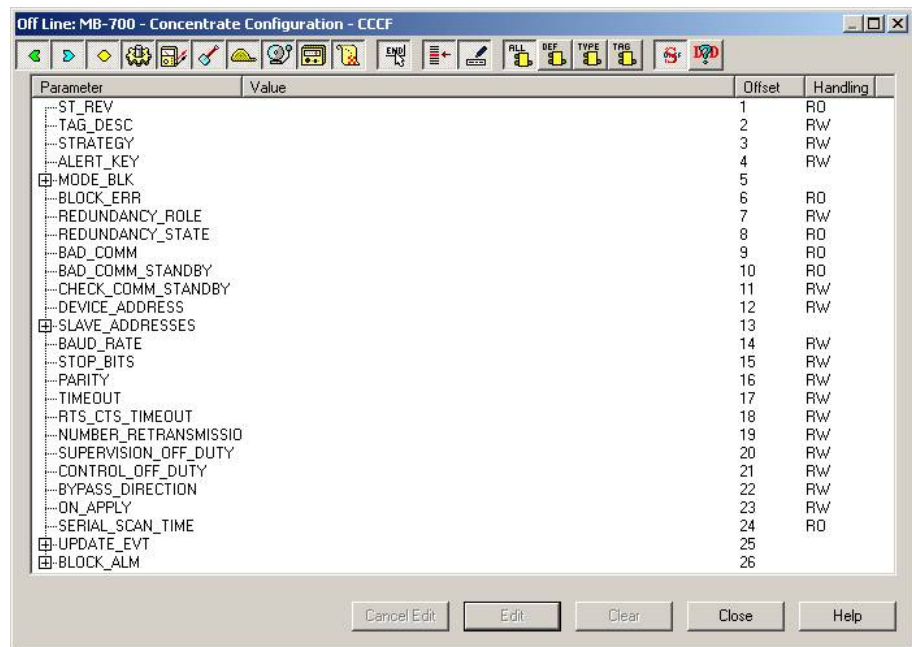 Off Line: MB-700 - Concentrate Configuration - CCCF
END ALL DEF TYPE TAG
Parameter Value Offset Handling
ST_REV 1 RO
TAG_DESC 2 RW
STRATEGY 3 RW
ALERT_KEY 4 RW
MODE_BLK 5
BLOCK_ERR 6 RO
REDUNDANCY_ROLE 7 RW
REDUNDANCY_STATE 8 RO
BAD_COMM 9 RO
BAD_COMM_STANDBY 10 RO
CHECK_COMM_STANDBY 11 RW
DEVICE_ADDRESS 12 RW
SLAVE_ADDRESSES 13
BAUD_RATE 14 RW
STOP_BITS 15 RW
PARITY 16 RW
TIMEOUT 17 RW
RTS_CTS_TIMEOUT 18 RW
NUMBER_RETRANSMISSIO 19 RW
SUPERVISION_OFF_DUTY 20 RW
CONTROL_OFF_DUTY 21 RW
BYPASS_DIRECTION 22 RW
ON_APPLY 23 RW
SERIAL_SCAN_TIME 24 RO
UPDATE_EVT 25
BLOCK_ALM 26
Cancel Edit Edit Clear Close Help